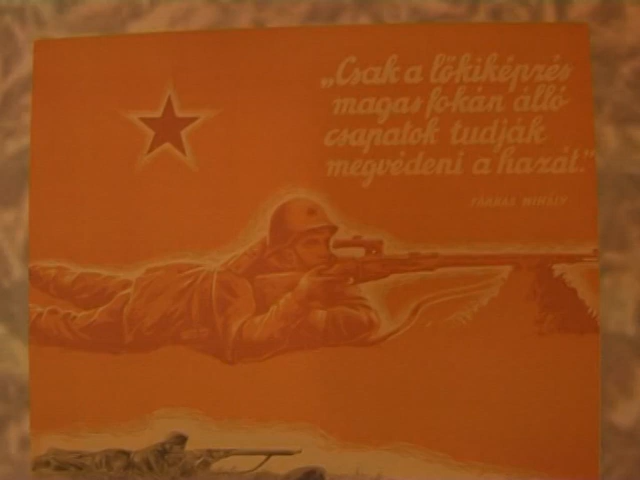 „Csak a lőkiképzés
magas fokán álló
csapatok tudják
megvédeni a hazát."
FARKAS MIHÁLY